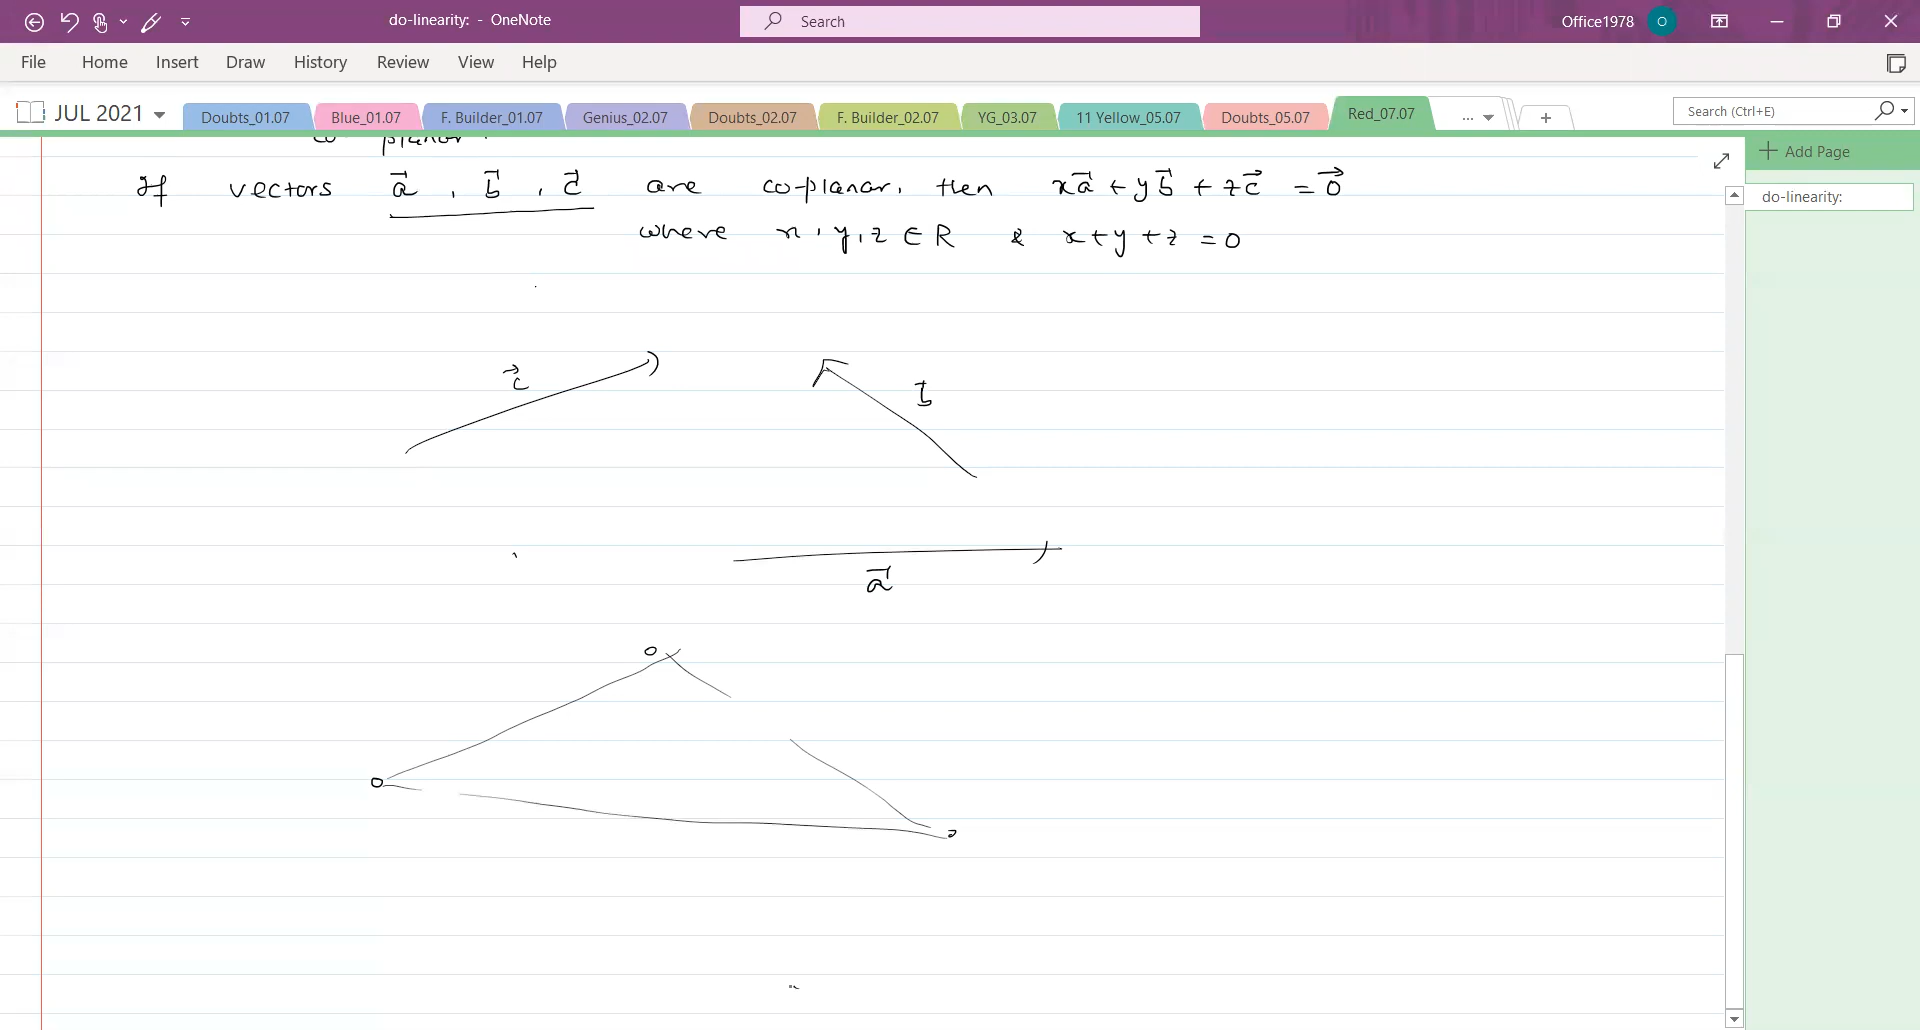 do-linearity: - OneNote
Search
Office1978
O
File Home Insert Draw History Review View Help
JUL 2021
Doubts_01.07
Blue_01.07
F. Builder_01.07
Genius_02.07
Doubts_02.07
F. Builder_02.07
YG_03.07
11 Yellow_05.07
Doubts_05.07
Red_07.07
...
+
Search (Ctrl+E)
+ Add Page
do-linearity:
co-planar.
If vectors a⃗, b⃗, c⃗ are co-planar, then xa⃗ + yb⃗ + zc⃗ = 0⃗
where x, y, z ∈ R & x + y + z = 0
c⃗
b
a⃗